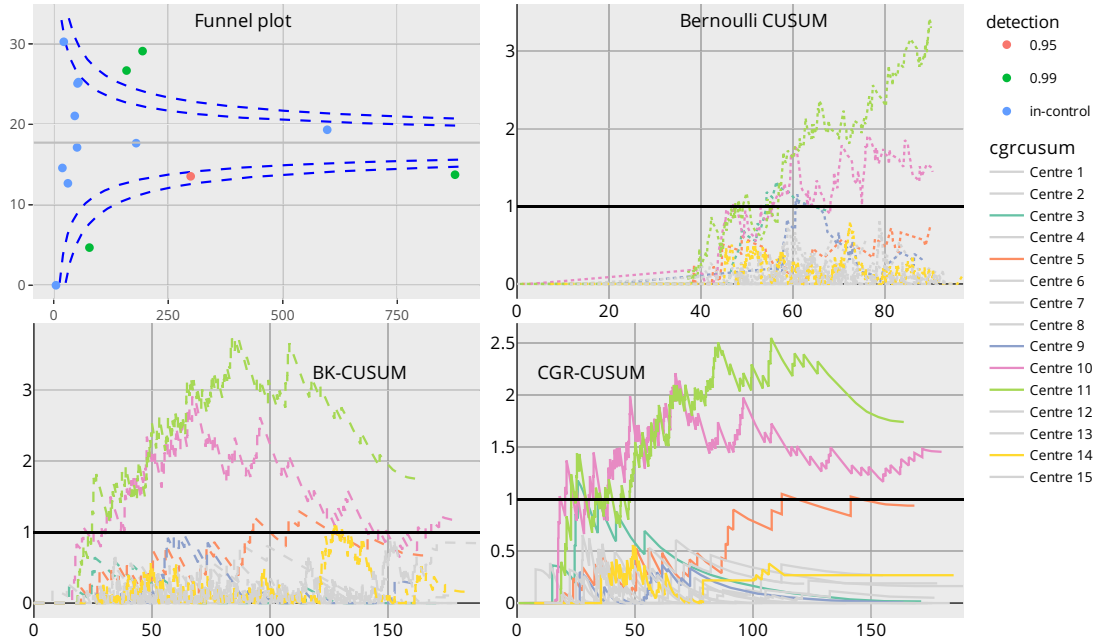 Funnel plot
30
20
10
0
0
250
500
750
Bernoulli CUSUM
3
2
1
0
0
20
40
60
80
BK-CUSUM
3
2
1
0
0
50
100
150
CGR-CUSUM
2.5
2
1.5
1
0.5
0
0
50
100
150
detection
0.95
0.99
in-control
cgrcusum
Centre 1
Centre 2
Centre 3
Centre 4
Centre 5
Centre 6
Centre 7
Centre 8
Centre 9
Centre 10
Centre 11
Centre 12
Centre 13
Centre 14
Centre 15